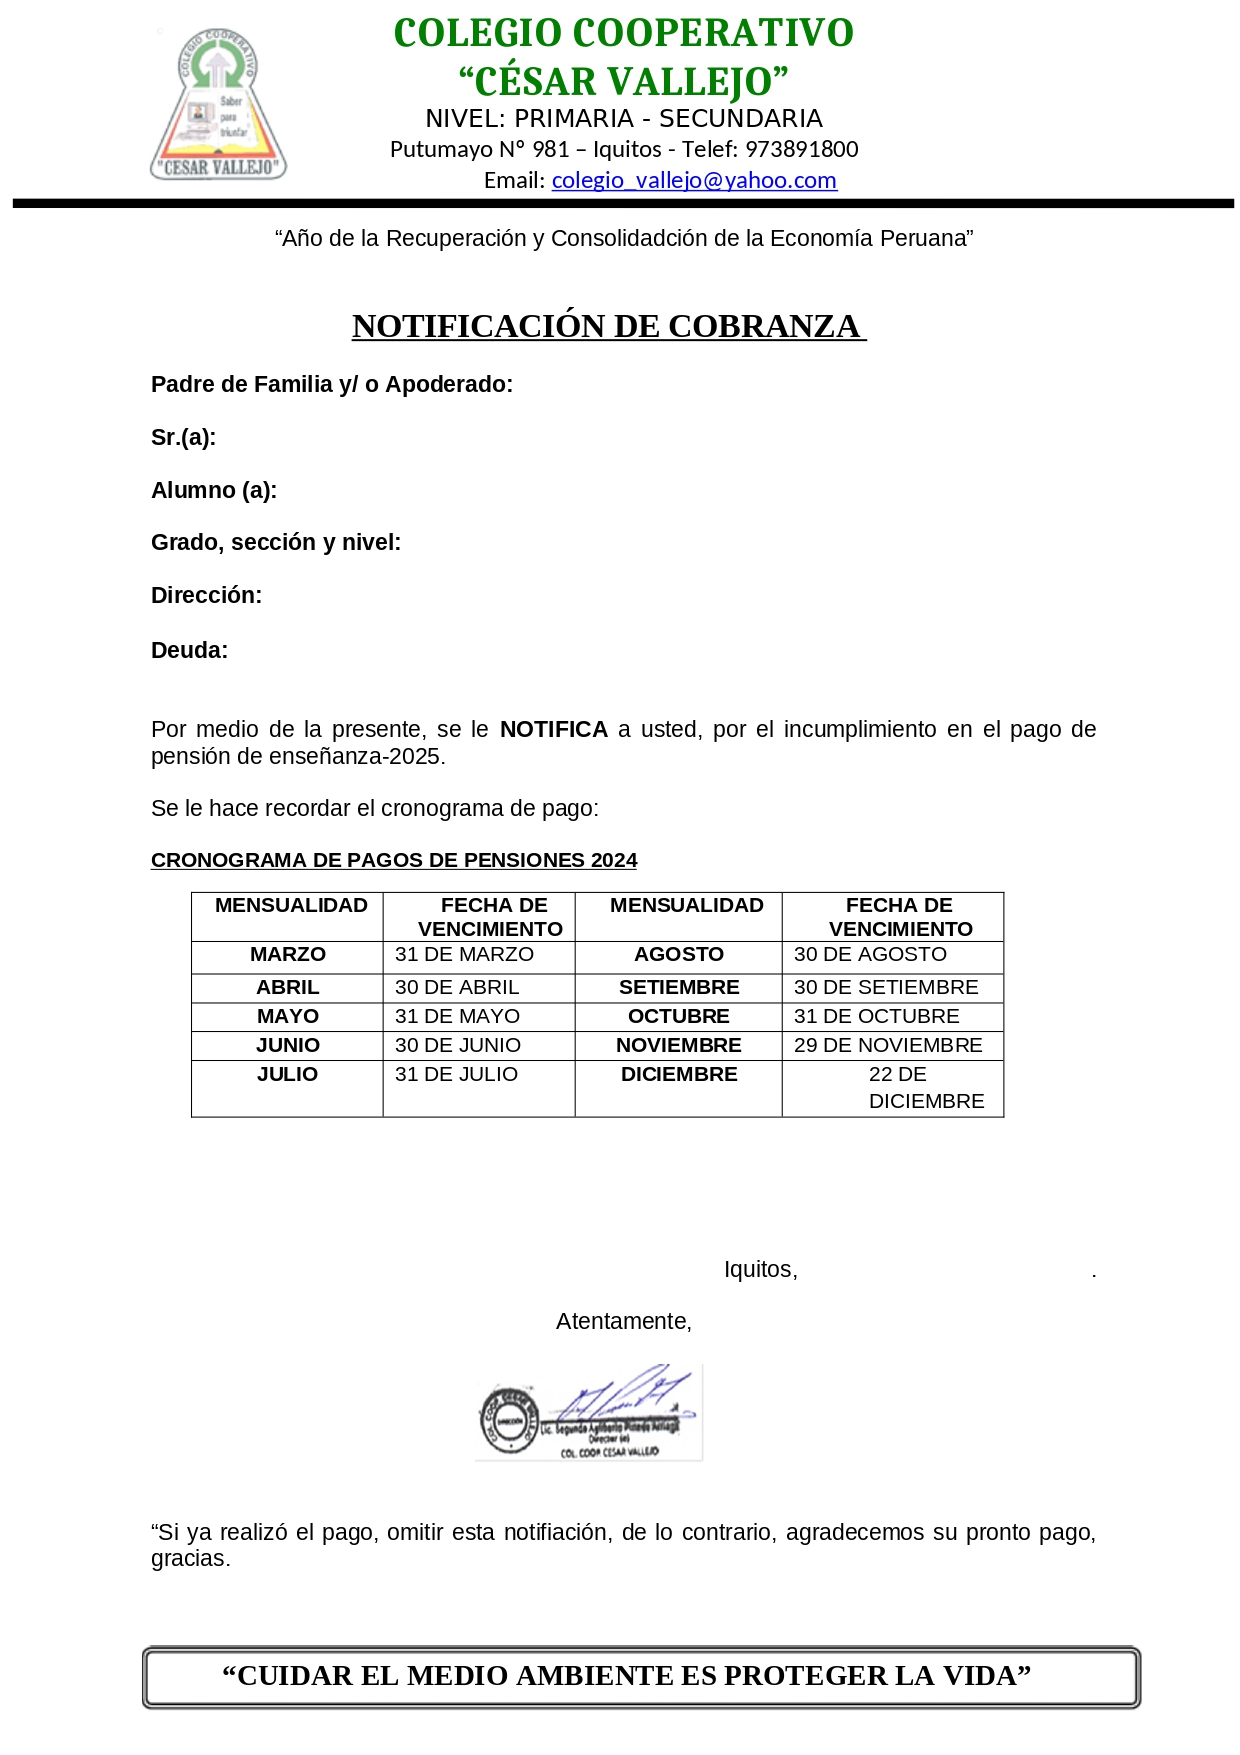 COLEGIO COOPERATIVO
Saber
para
triunfar
"CESAR VALLEJO"
COLEGIO COOPERATIVO
“CÉSAR VALLEJO”
NIVEL: PRIMARIA - SECUNDARIA
Putumayo Nº 981 – Iquitos - Telef: 973891800
Email: colegio_vallejo@yahoo.com
“Año de la Recuperación y Consolidadción de la Economía Peruana”
NOTIFICACIÓN DE COBRANZA
Padre de Familia y/ o Apoderado:
Sr.(a):
Alumno (a):
Grado, sección y nivel:
Dirección:
Deuda:
Por medio de la presente, se le NOTIFICA a usted, por el incumplimiento en el pago de
pensión de enseñanza-2025.
Se le hace recordar el cronograma de pago:
CRONOGRAMA DE PAGOS DE PENSIONES 2024
MENSUALIDAD FECHA DE VENCIMIENTO MENSUALIDAD FECHA DE VENCIMIENTO
MARZO 31 DE MARZO AGOSTO 30 DE AGOSTO
ABRIL 30 DE ABRIL SETIEMBRE 30 DE SETIEMBRE
MAYO 31 DE MAYO OCTUBRE 31 DE OCTUBRE
JUNIO 30 DE JUNIO NOVIEMBRE 29 DE NOVIEMBRE
JULIO 31 DE JULIO DICIEMBRE 22 DE DICIEMBRE
Iquitos, .
Atentamente,
COL. COOP. CESAR VALLEJO
DIRECCIÓN
Lic. Segundo Pinedo
Director (e)
COL. COOP. CESAR VALLEJO
“Si ya realizó el pago, omitir esta notifiación, de lo contrario, agradecemos su pronto pago,
gracias.
“CUIDAR EL MEDIO AMBIENTE ES PROTEGER LA VIDA”